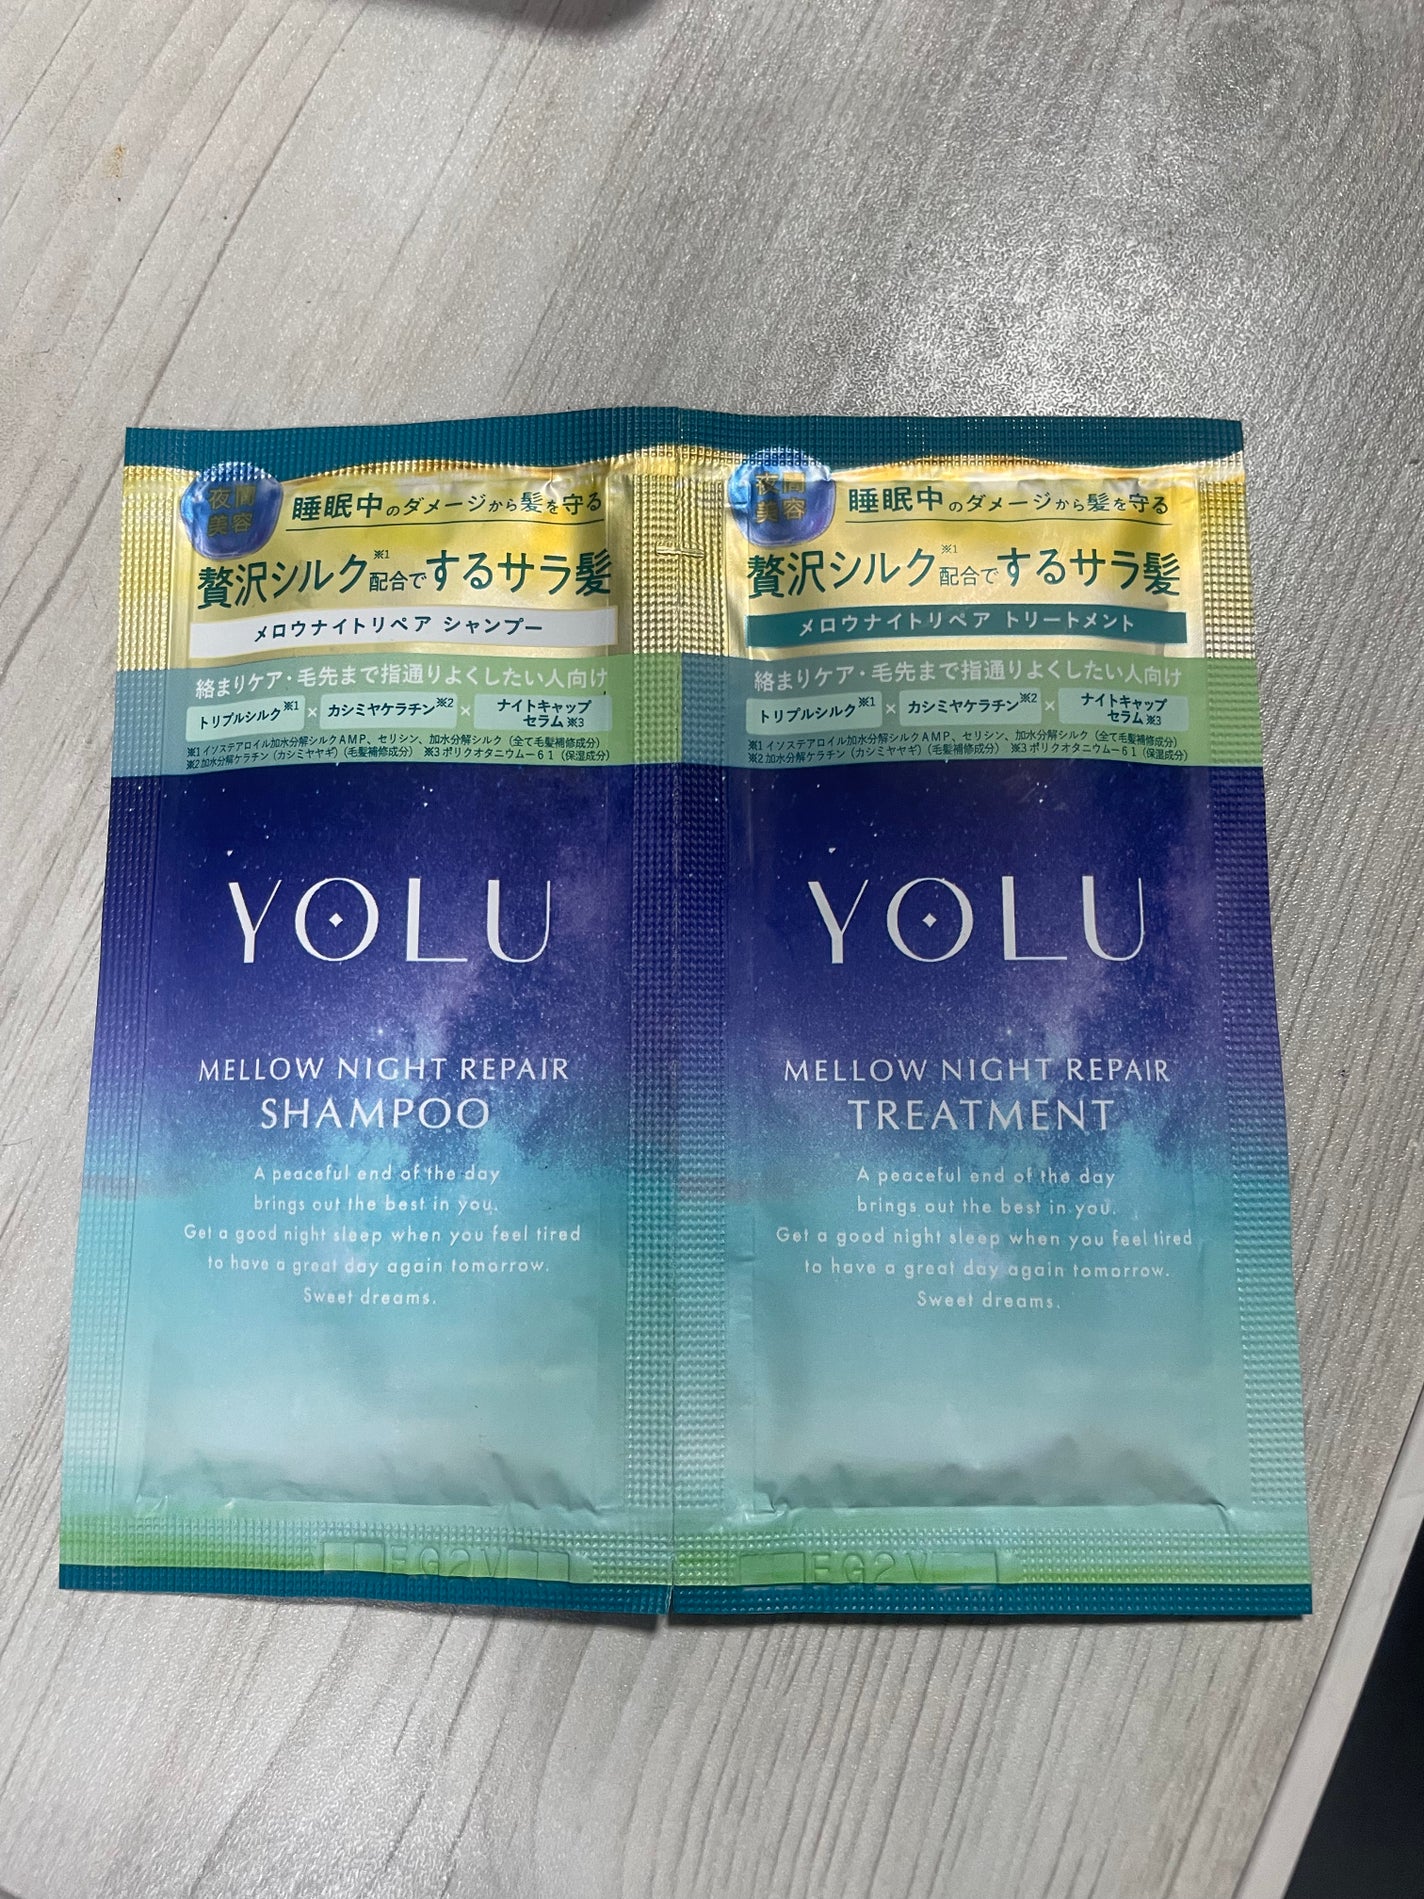 夜間
美容
睡眠中のダメージから髪を守る
贅沢シルク※1配合でするサラ髪
メロウナイトリペア シャンプー
絡まりケア・毛先まで指通りよくしたい人向け
トリプルシルク※1 × カシミヤケラチン※2 × ナイトキャップ
セラム※3
※1 イソステアロイル加水分解シルクAMP、セリシン、加水分解シルク（全て毛髪補修成分）
※2 加水分解ケラチン（カシミヤヤギ）（毛髪補修成分） ※3 ポリクオタニウムー61（保湿成分）
YOLU
MELLOW NIGHT REPAIR
SHAMPOO
A peaceful end of the day
brings out the best in you.
Get a good night sleep when you feel tired
to have a great day again tomorrow.
Sweet dreams.
FG2V
夜間
美容
睡眠中のダメージから髪を守る
贅沢シルク※1配合でするサラ髪
メロウナイトリペア トリートメント
絡まりケア・毛先まで指通りよくしたい人向け
トリプルシルク※1 × カシミヤケラチン※2 × ナイトキャップ
セラム※3
※1 イソステアロイル加水分解シルクAMP、セリシン、加水分解シルク（全て毛髪補修成分）
※2 加水分解ケラチン（カシミヤヤギ）（毛髪補修成分） ※3 ポリクオタニウムー61（保湿成分）
YOLU
MELLOW NIGHT REPAIR
TREATMENT
A peaceful end of the day
brings out the best in you.
Get a good night sleep when you feel tired
to have a great day again tomorrow.
Sweet dreams.
FG2V